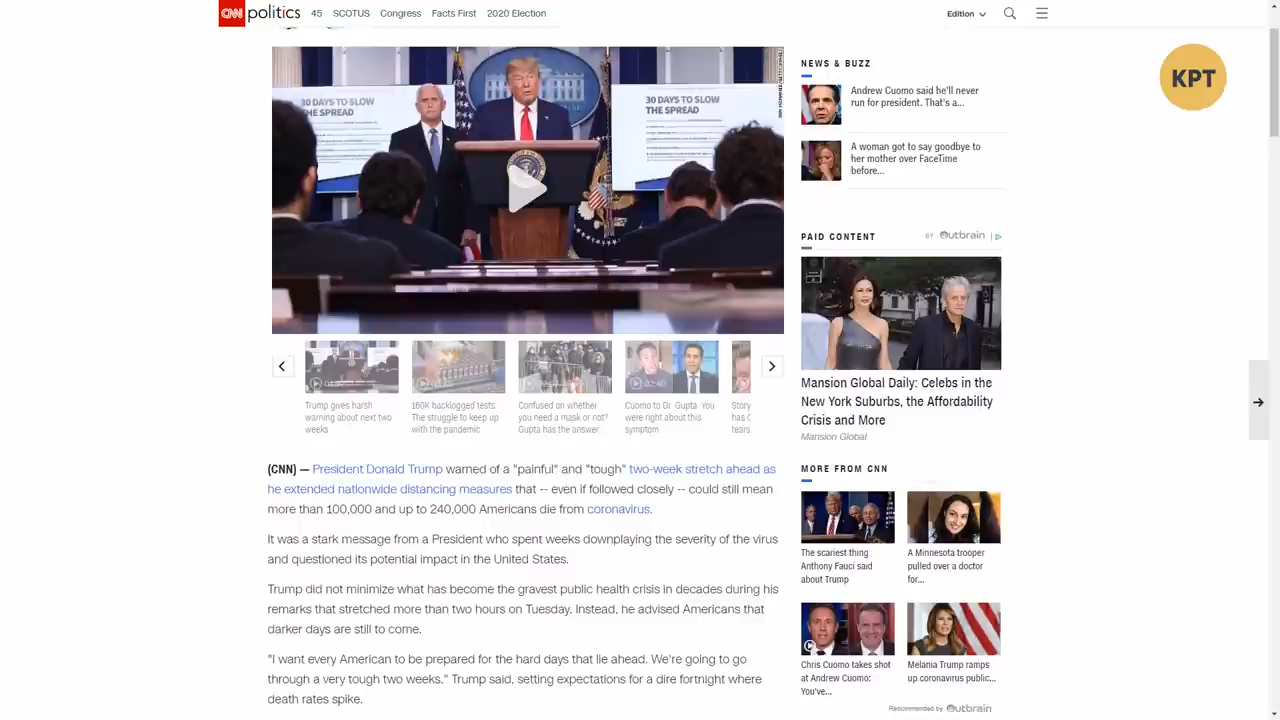 CNN politics 45 SCOTUS Congress Facts First 2020 Election Edition
30 DAYS TO SLOW
THE SPREAD
30 DAYS TO SLOW
THE SPREAD
Trump gives harsh
warning about next two
weeks
160K backlogged tests:
The struggle to keep up
with the pandemic
Confused on whether
you need a mask or not?
Gupta has the answer
02:40
Cuomo to Dr. Gupta: You
were right about this
symptom
Story
has C
tears
(CNN) — President Donald Trump warned of a "painful" and "tough" two-week stretch ahead as
he extended nationwide distancing measures that -- even if followed closely -- could still mean
more than 100,000 and up to 240,000 Americans die from coronavirus.
It was a stark message from a President who spent weeks downplaying the severity of the virus
and questioned its potential impact in the United States.
Trump did not minimize what has become the gravest public health crisis in decades during his
remarks that stretched more than two hours on Tuesday. Instead, he advised Americans that
darker days are still to come.
"I want every American to be prepared for the hard days that lie ahead. We're going to go
through a very tough two weeks." Trump said, setting expectations for a dire fortnight where
death rates spike.
NEWS & BUZZ
Andrew Cuomo said he'll never
run for president. That's a...
A woman got to say goodbye to
her mother over FaceTime
before...
PAID CONTENT BY Outbrain
Mansion Global Daily: Celebs in the
New York Suburbs, the Affordability
Crisis and More
Mansion Global
MORE FROM CNN
The scariest thing
Anthony Fauci said
about Trump
A Minnesota trooper
pulled over a doctor
for...
Chris Cuomo takes shot
at Andrew Cuomo:
You've...
Melania Trump ramps
up coronavirus public...
Recommended by Outbrain
KPT